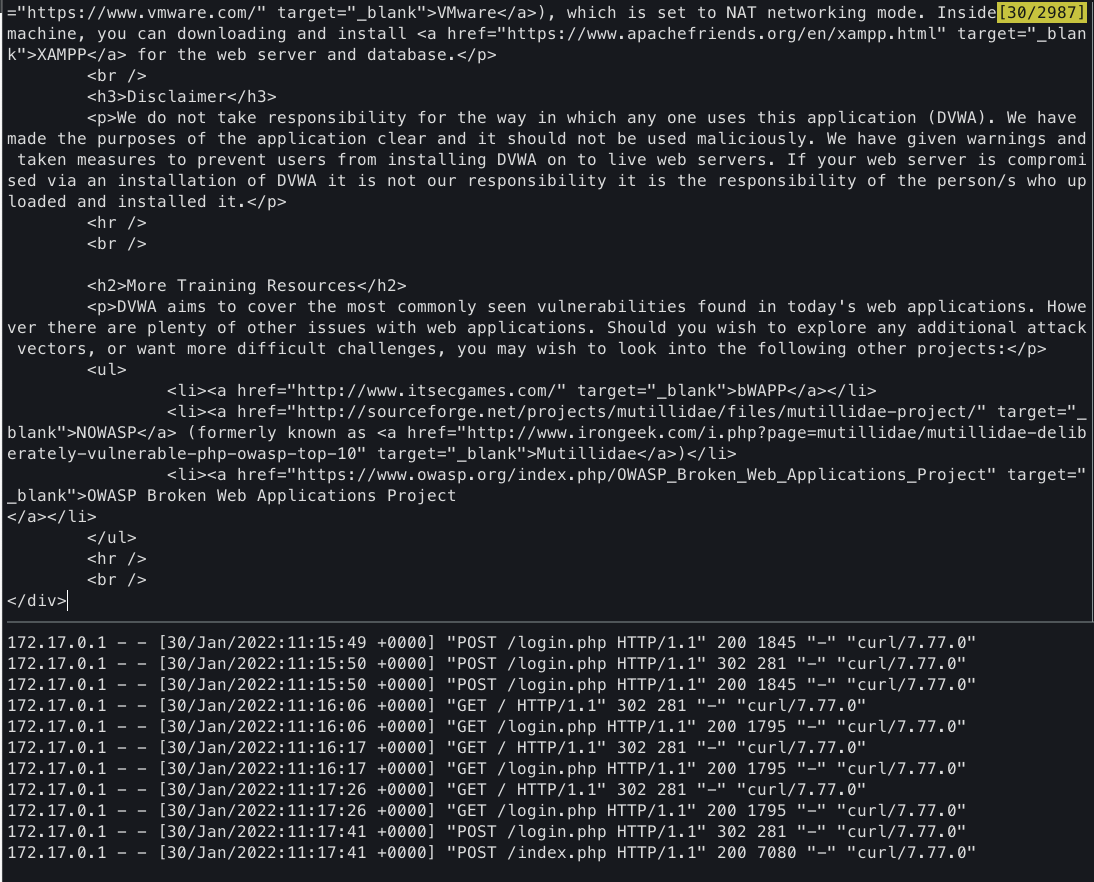 ="https://www.vmware.com/" target="_blank">VMware</a>), which is set to NAT networking mode. Inside[30/2987]
machine, you can downloading and install <a href="https://www.apachefriends.org/en/xampp.html" target="_blan
k">XAMPP</a> for the web server and database.</p>
        <br />
        <h3>Disclaimer</h3>
        <p>We do not take responsibility for the way in which any one uses this application (DVWA). We have
made the purposes of the application clear and it should not be used maliciously. We have given warnings and
 taken measures to prevent users from installing DVWA on to live web servers. If your web server is compromi
sed via an installation of DVWA it is not our responsibility it is the responsibility of the person/s who up
loaded and installed it.</p>
        <hr />
        <br />
        <h2>More Training Resources</h2>
        <p>DVWA aims to cover the most commonly seen vulnerabilities found in today's web applications. Howe
ver there are plenty of other issues with web applications. Should you wish to explore any additional attack
 vectors, or want more difficult challenges, you may wish to look into the following other projects:</p>
        <ul>
                <li><a href="http://www.itsecgames.com/" target="_blank">bWAPP</a></li>
                <li><a href="http://sourceforge.net/projects/mutillidae/files/mutillidae-project/" target="_
blank">NOWASP</a> (formerly known as <a href="http://www.irongeek.com/i.php?page=mutillidae/mutillidae-delib
erately-vulnerable-php-owasp-top-10" target="_blank">Mutillidae</a>)</li>
                <li><a href="https://www.owasp.org/index.php/OWASP_Broken_Web_Applications_Project" target="
_blank">OWASP Broken Web Applications Project
</a></li>
        </ul>
        <hr />
        <br />
</div>
172.17.0.1 - - [30/Jan/2022:11:15:49 +0000] "POST /login.php HTTP/1.1" 200 1845 "-" "curl/7.77.0"
172.17.0.1 - - [30/Jan/2022:11:15:50 +0000] "POST /login.php HTTP/1.1" 302 281 "-" "curl/7.77.0"
172.17.0.1 - - [30/Jan/2022:11:15:50 +0000] "POST /login.php HTTP/1.1" 200 1845 "-" "curl/7.77.0"
172.17.0.1 - - [30/Jan/2022:11:16:06 +0000] "GET / HTTP/1.1" 302 281 "-" "curl/7.77.0"
172.17.0.1 - - [30/Jan/2022:11:16:06 +0000] "GET /login.php HTTP/1.1" 200 1795 "-" "curl/7.77.0"
172.17.0.1 - - [30/Jan/2022:11:16:17 +0000] "GET / HTTP/1.1" 302 281 "-" "curl/7.77.0"
172.17.0.1 - - [30/Jan/2022:11:16:17 +0000] "GET /login.php HTTP/1.1" 200 1795 "-" "curl/7.77.0"
172.17.0.1 - - [30/Jan/2022:11:17:26 +0000] "GET / HTTP/1.1" 302 281 "-" "curl/7.77.0"
172.17.0.1 - - [30/Jan/2022:11:17:26 +0000] "GET /login.php HTTP/1.1" 200 1795 "-" "curl/7.77.0"
172.17.0.1 - - [30/Jan/2022:11:17:41 +0000] "POST /login.php HTTP/1.1" 302 281 "-" "curl/7.77.0"
172.17.0.1 - - [30/Jan/2022:11:17:41 +0000] "POST /index.php HTTP/1.1" 200 7080 "-" "curl/7.77.0"